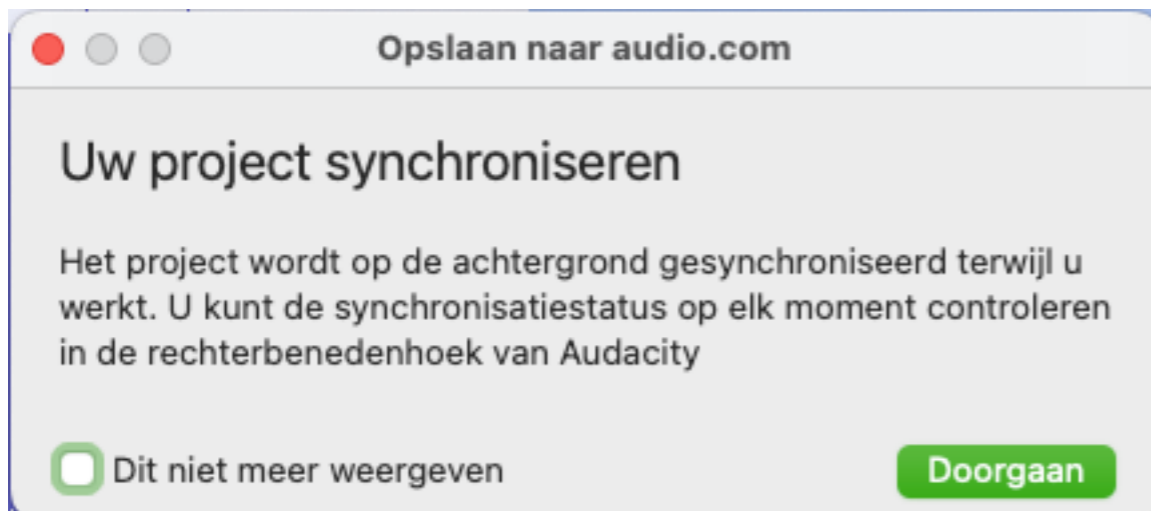 Opslaan naar audio.com
Uw project synchroniseren
Het project wordt op de achtergrond gesynchroniseerd terwijl u
werkt. U kunt de synchronisatiestatus op elk moment controleren
in de rechterbenedenhoek van Audacity
Dit niet meer weergeven
Doorgaan